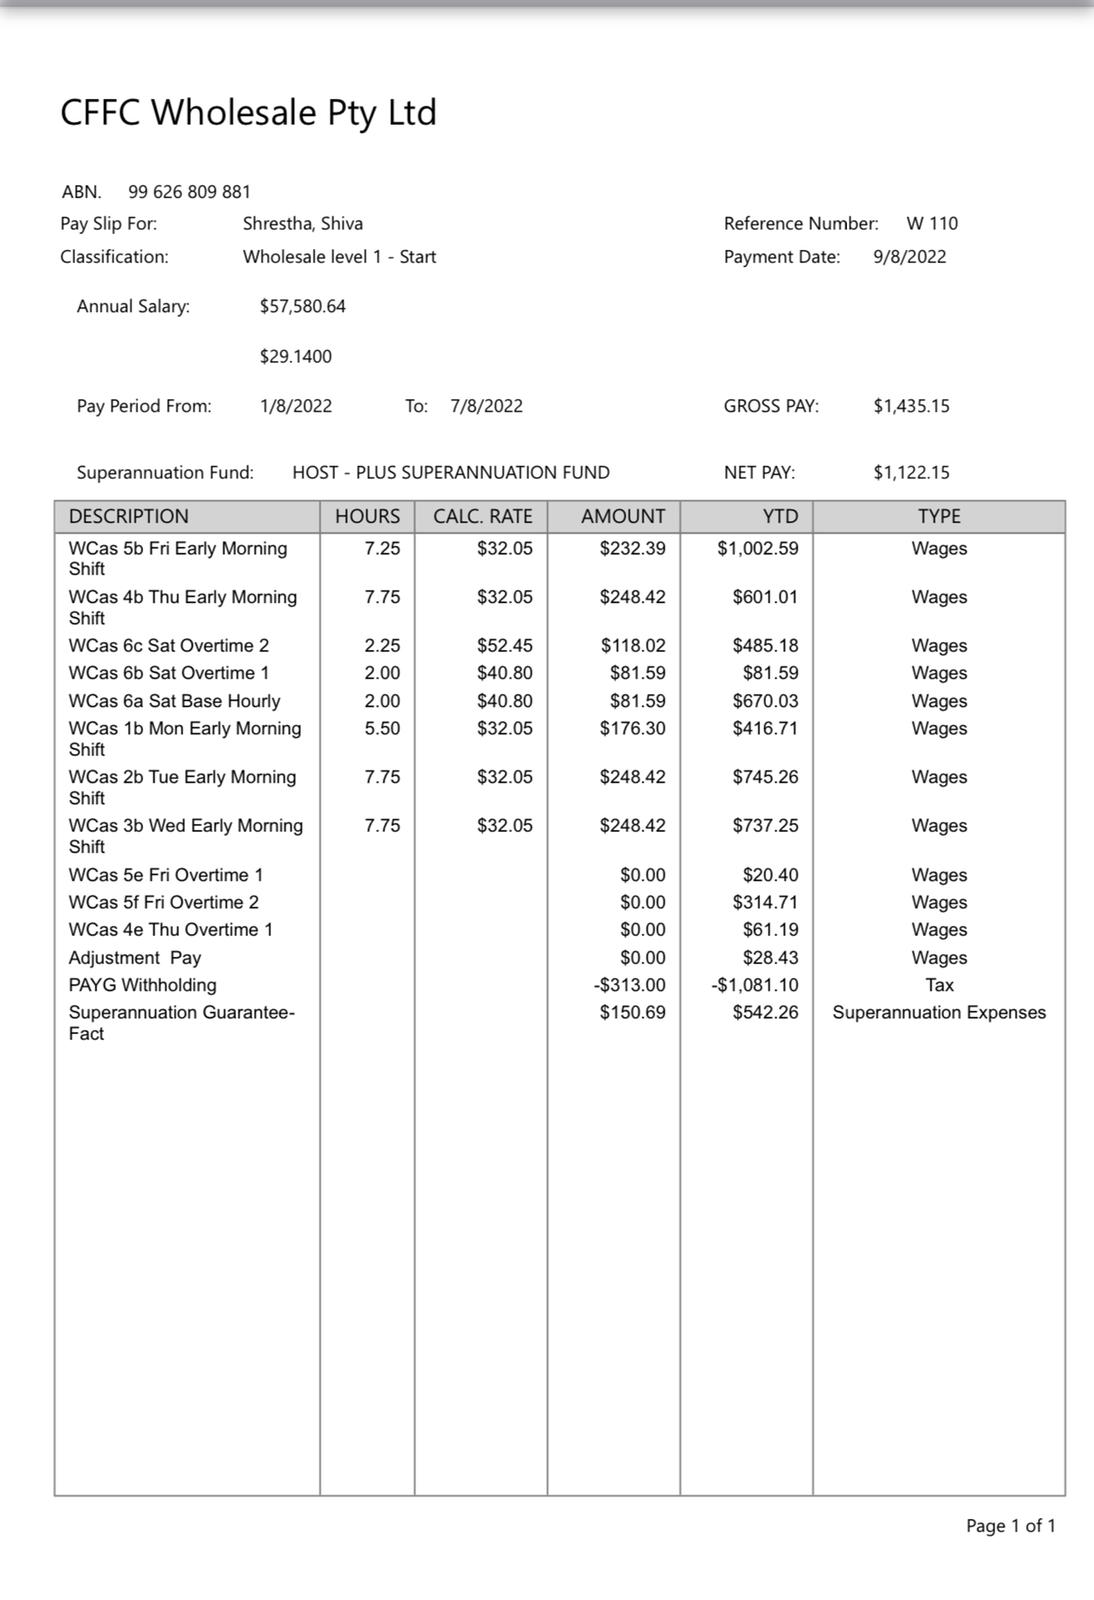 CFFC Wholesale Pty Ltd
ABN. 99 626 809 881
Pay Slip For: Shrestha, Shiva Reference Number: W 110
Classification: Wholesale level 1 - Start Payment Date: 9/8/2022
Annual Salary: $57,580.64
$29.1400
Pay Period From: 1/8/2022 To: 7/8/2022 GROSS PAY: $1,435.15
Superannuation Fund: HOST - PLUS SUPERANNUATION FUND NET PAY: $1,122.15
DESCRIPTION HOURS CALC. RATE AMOUNT YTD TYPE
WCas 5b Fri Early Morning 7.25 $32.05 $232.39 $1,002.59 Wages
Shift
WCas 4b Thu Early Morning 7.75 $32.05 $248.42 $601.01 Wages
Shift
WCas 6c Sat Overtime 2 2.25 $52.45 $118.02 $485.18 Wages
WCas 6b Sat Overtime 1 2.00 $40.80 $81.59 $81.59 Wages
WCas 6a Sat Base Hourly 2.00 $40.80 $81.59 $670.03 Wages
WCas 1b Mon Early Morning 5.50 $32.05 $176.30 $416.71 Wages
Shift
WCas 2b Tue Early Morning 7.75 $32.05 $248.42 $745.26 Wages
Shift
WCas 3b Wed Early Morning 7.75 $32.05 $248.42 $737.25 Wages
Shift
WCas 5e Fri Overtime 1 $0.00 $20.40 Wages
WCas 5f Fri Overtime 2 $0.00 $314.71 Wages
WCas 4e Thu Overtime 1 $0.00 $61.19 Wages
Adjustment Pay $0.00 $28.43 Wages
PAYG Withholding -$313.00 -$1,081.10 Tax
Superannuation Guarantee- $150.69 $542.26 Superannuation Expenses
Fact
Page 1 of 1